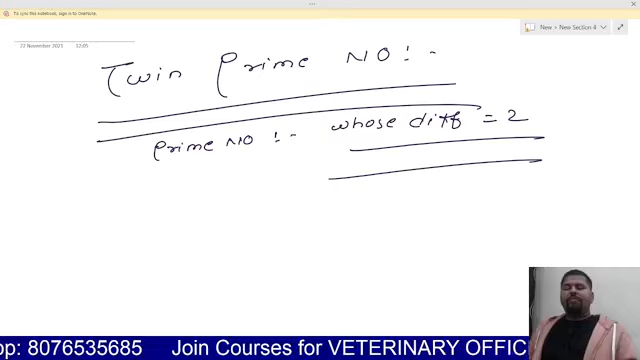 To sync this notebook, sign in to OneNote.
New > New Section 4
22 November 2021 12:05
Twin Prime NO:-
Prime NO:- whose diff = 2
pp: 8076535685 Join Courses for VETERINARY OFFIC